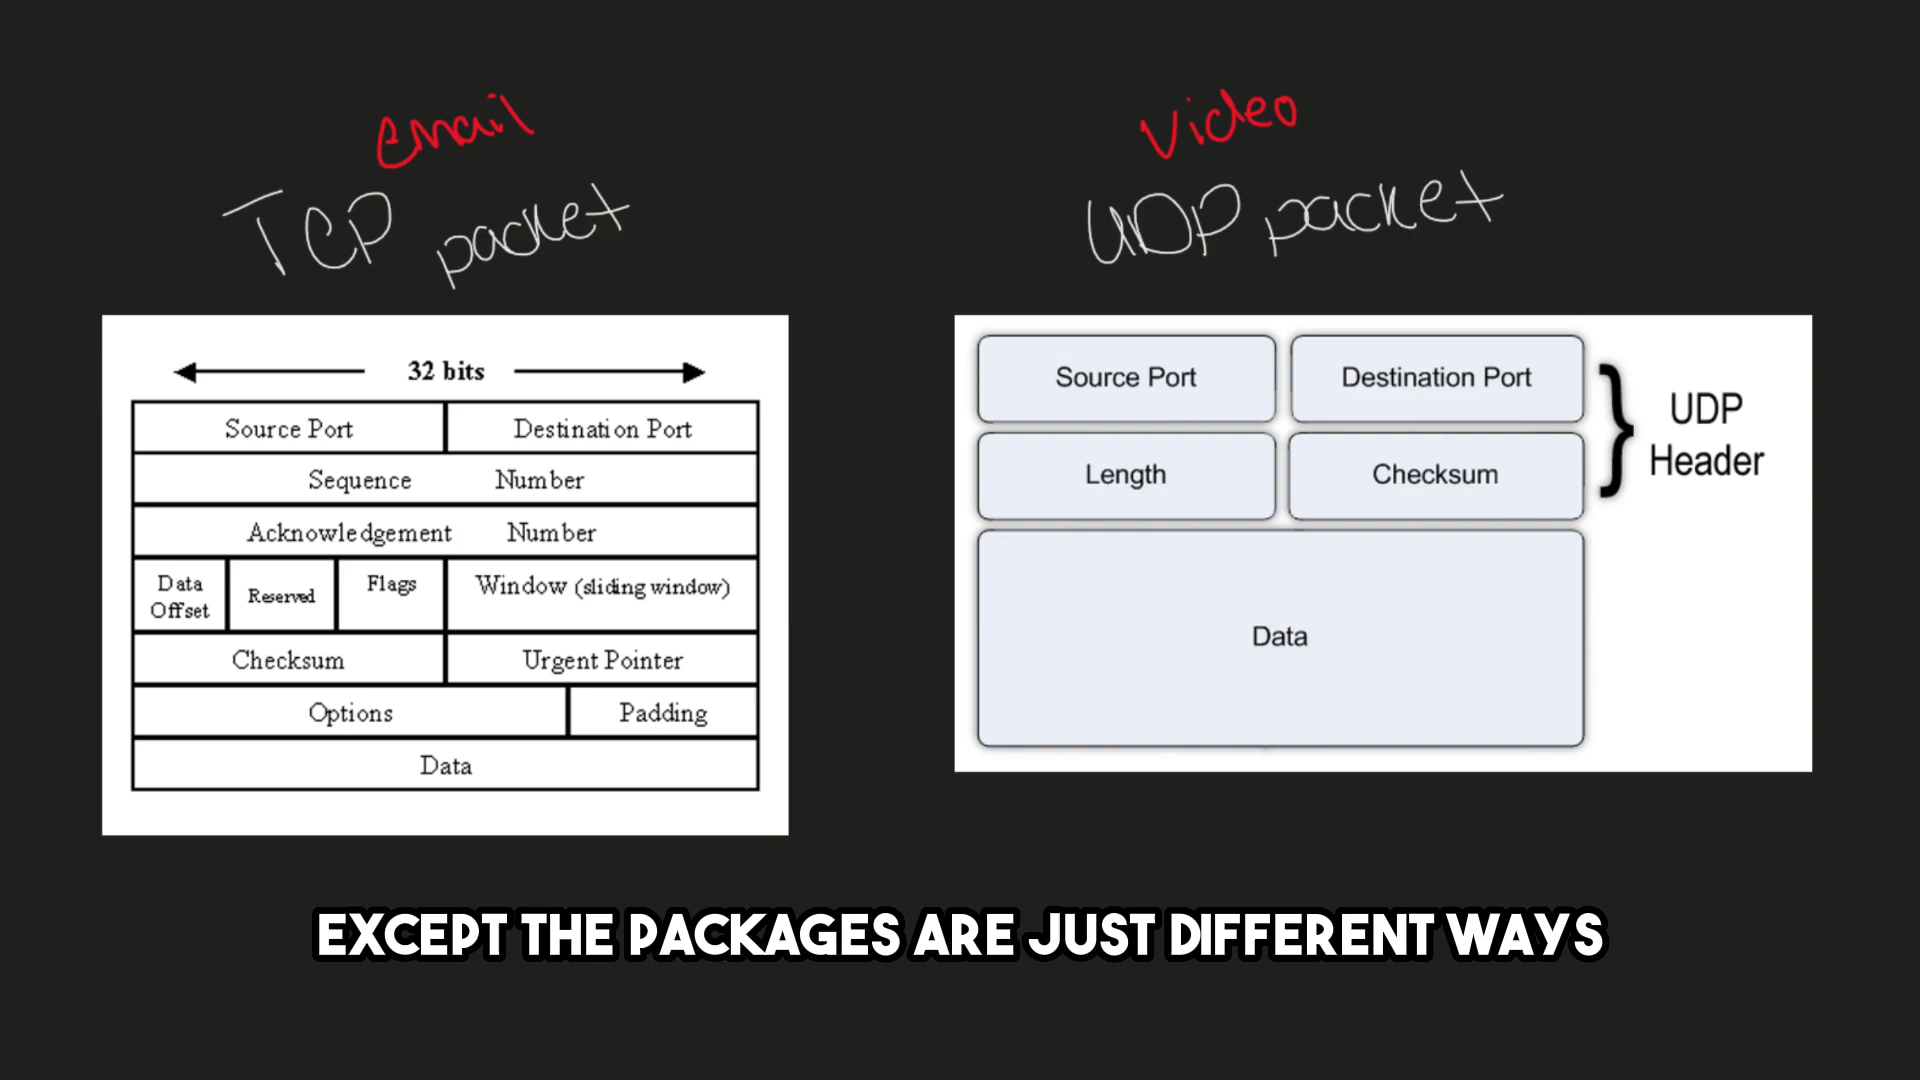 email
TCP packet
32 bits
Source Port Destination Port
Sequence Number
Acknowledgement Number
Data Offset Reserved Flags Window (sliding window)
Checksum Urgent Pointer
Options Padding
Data
Video
UDP packet
Source Port Destination Port
Length Checksum
UDP
Header
Data
EXCEPT THE PACKAGES ARE JUST DIFFERENT WAYS